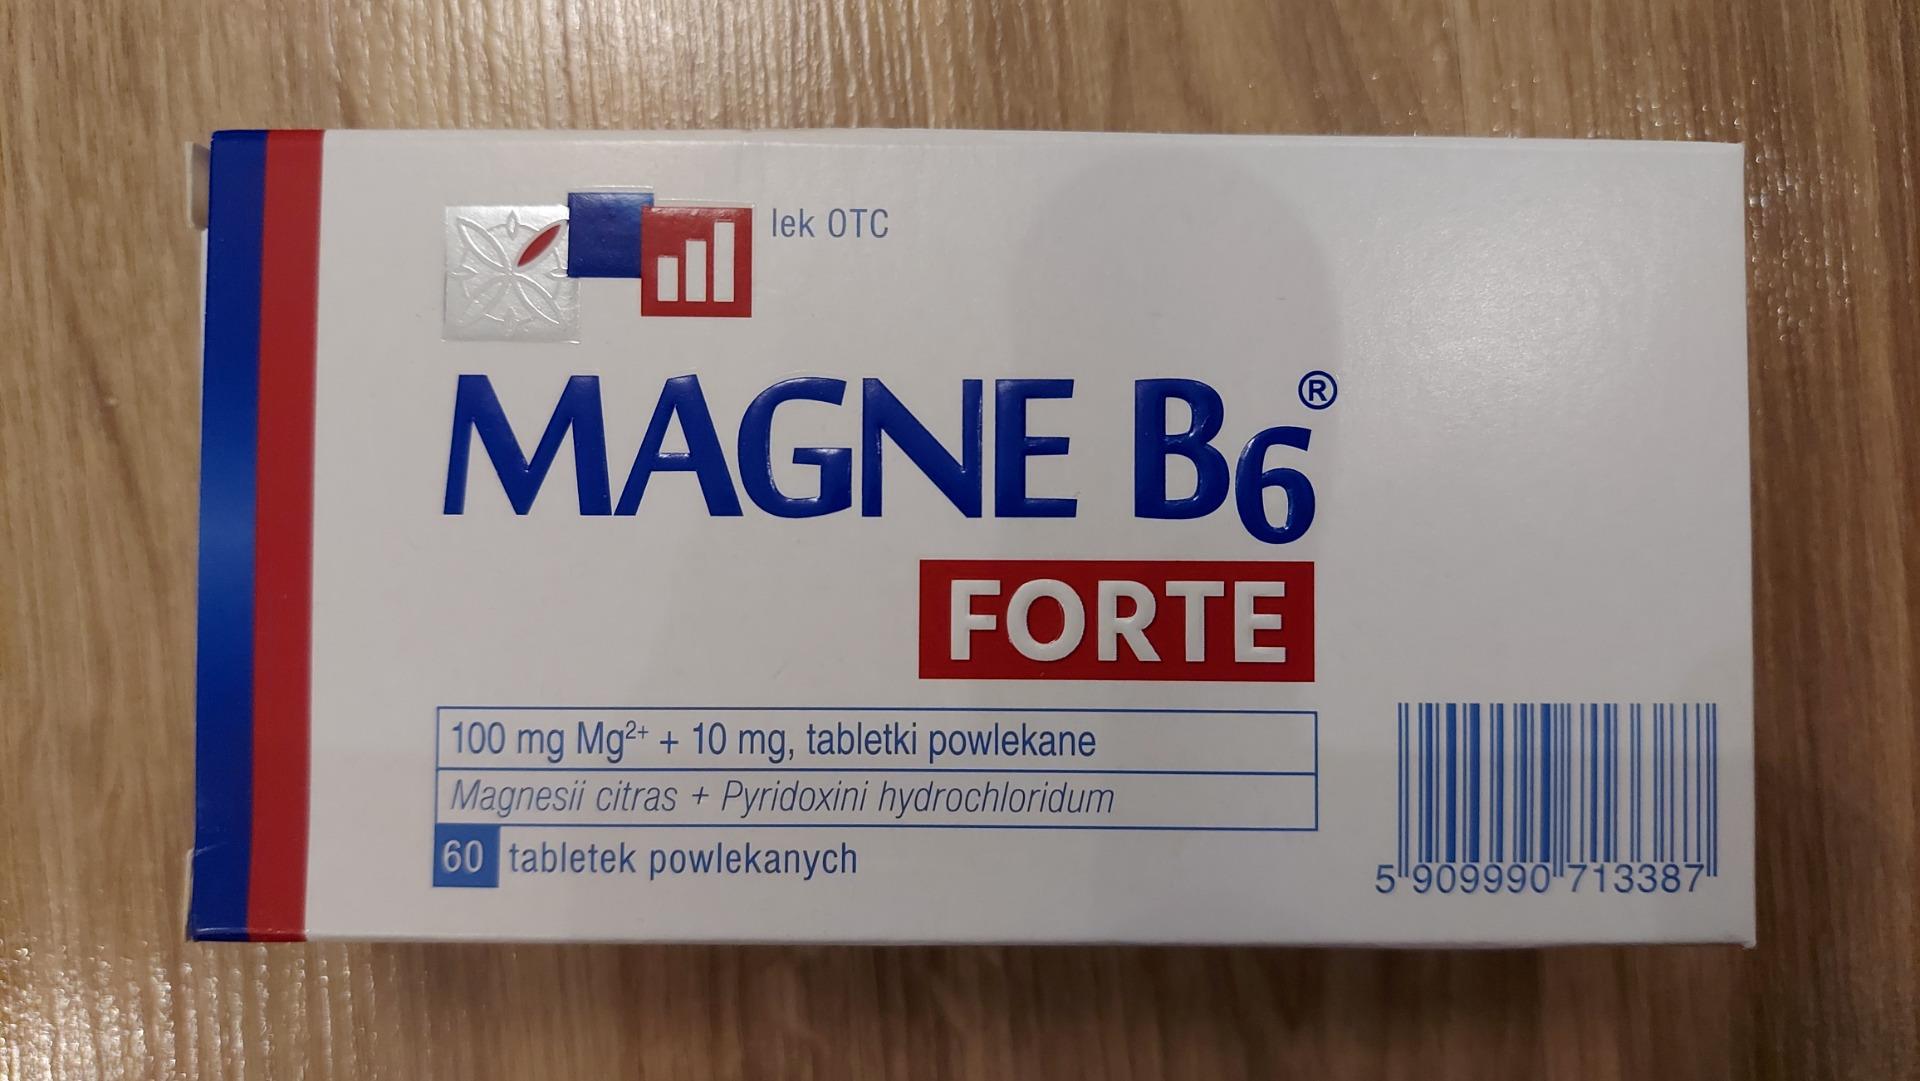 lek OTC
MAGNE B6®
FORTE
100 mg Mg²⁺ + 10 mg, tabletki powlekane
Magnesii citras + Pyridoxini hydrochloridum
60 tabletek powlekanych
5 909990 713387